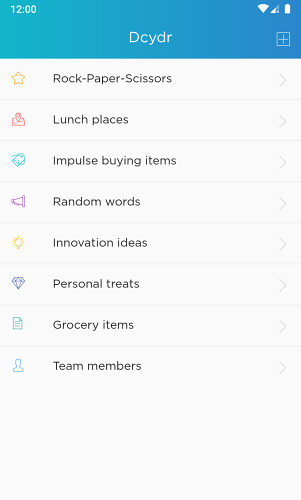 12:00
Dcydr
Rock-Paper-Scissors
Lunch places
Impulse buying items
Random words
Innovation ideas
Personal treats
Grocery items
Team members